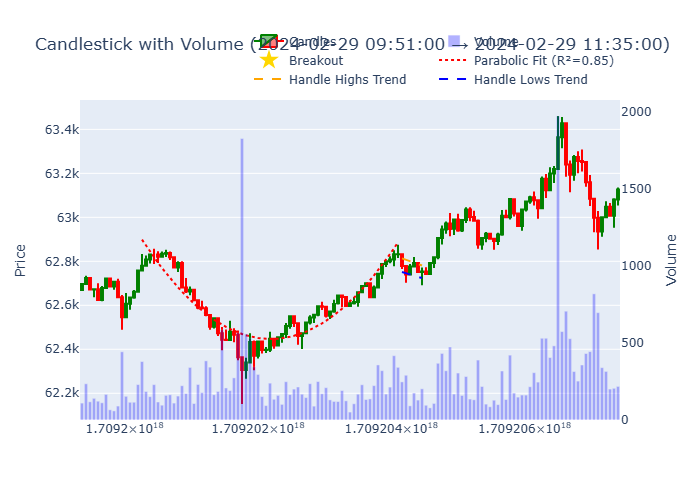 Candlestick with Volume (2024-02-29 09:51:00 → 2024-02-29 11:35:00)
Candles
Volume
Breakout
Parabolic Fit (R²=0.85)
Handle Highs Trend
Handle Lows Trend
63.4k
63.2k
63k
62.8k
62.6k
62.4k
62.2k
Price
2000
1500
1000
500
0
Volume
1.7092×10¹⁸
1.709202×10¹⁸
1.709204×10¹⁸
1.709206×10¹⁸